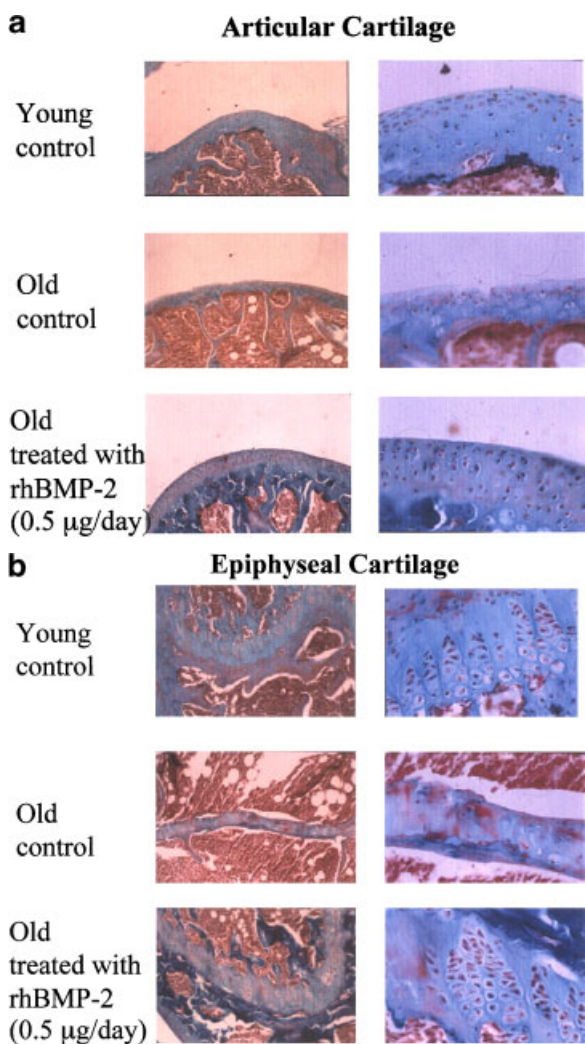 a
Articular Cartilage
Young
control
Old
control
Old
treated with
rhBMP-2
(0.5 μg/day)
b
Epiphyseal Cartilage
Young
control
Old
control
Old
treated with
rhBMP-2
(0.5 μg/day)